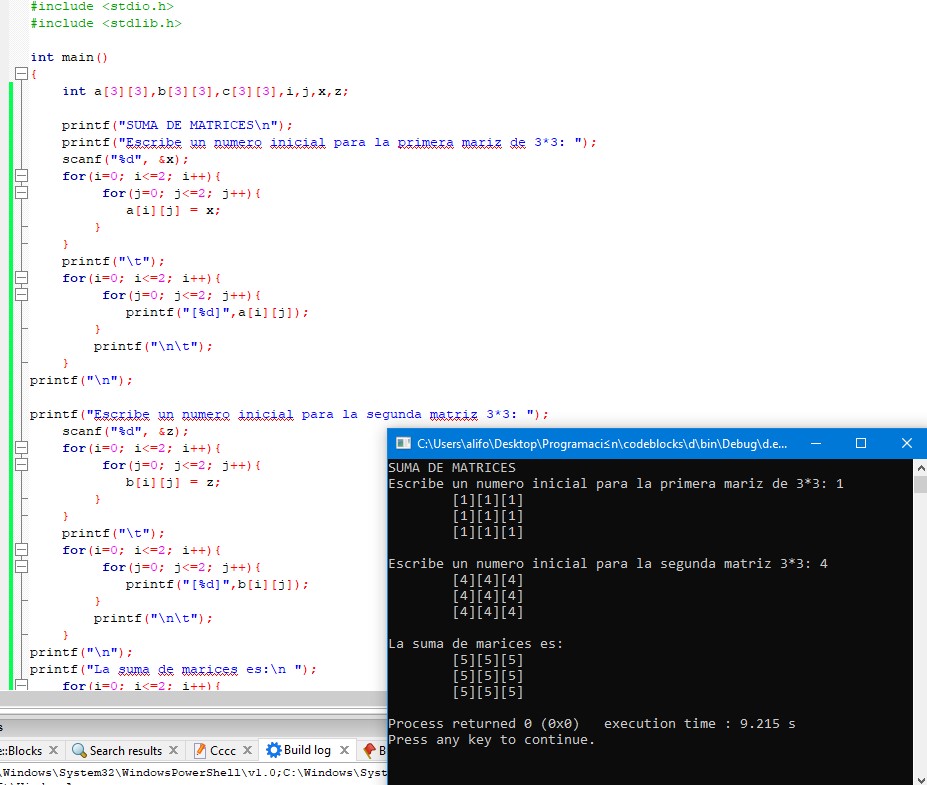 #include <stdio.h>
#include <stdlib.h>
int main()
{
int a[3][3],b[3][3],c[3][3],i,j,x,z;
printf("SUMA DE MATRICES\n");
printf("Escribe un numero inicial para la primera mariz de 3*3: ");
scanf("%d", &x);
for(i=0; i<=2; i++){
for(j=0; j<=2; j++){
a[i][j] = x;
}
}
printf("\t");
for(i=0; i<=2; i++){
for(j=0; j<=2; j++){
printf("[%d]",a[i][j]);
}
printf("\n\t");
}
printf("\n");
printf("Escribe un numero inicial para la segunda matriz 3*3: ");
scanf("%d", &z);
for(i=0; i<=2; i++){
for(j=0; j<=2; j++){
b[i][j] = z;
}
}
printf("\t");
for(i=0; i<=2; i++){
for(j=0; j<=2; j++){
printf("[%d]",b[i][j]);
}
printf("\n\t");
}
printf("\n");
printf("La suma de marices es:\n ");
for(i=0; i<=2; i++){
C:\Users\alifo\Desktop\Programaci≤n\codeblocks\d\bin\Debug\d.e...
SUMA DE MATRICES
Escribe un numero inicial para la primera mariz de 3*3: 1
[1][1][1]
[1][1][1]
[1][1][1]
Escribe un numero inicial para la segunda matriz 3*3: 4
[4][4][4]
[4][4][4]
[4][4][4]
La suma de marices es:
[5][5][5]
[5][5][5]
[5][5][5]
Process returned 0 (0x0)   execution time : 9.215 s
Press any key to continue.
s
e::Blocks Search results Cccc Build log B
\Windows\System32\WindowsPowerShell\v1.0;C:\Windows\Syst